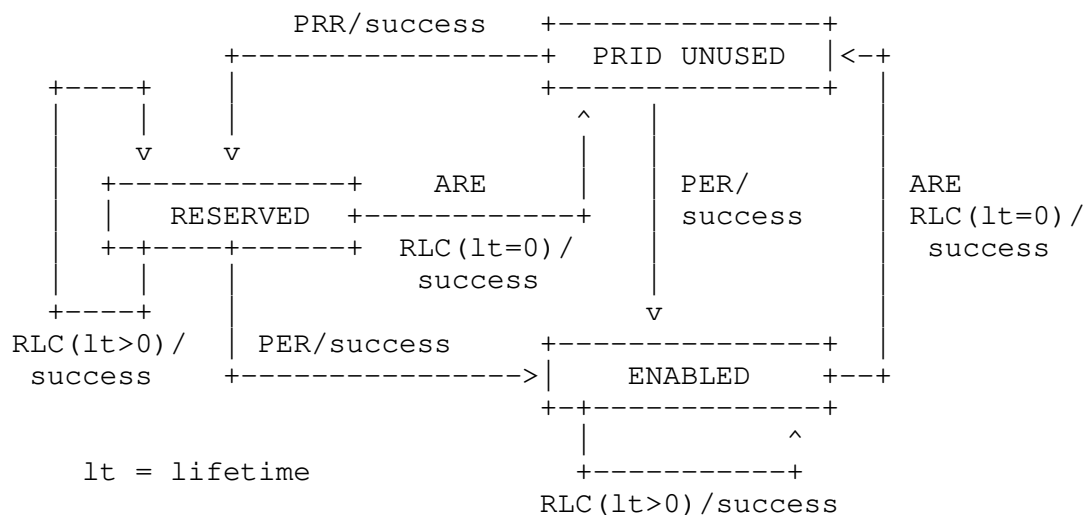 PRR/success
PRID UNUSED
ARE
PER/
ARE
RESERVED
success
RLC(lt=0)/
RLC(lt=0)/
success
success
RLC(lt>0)/
PER/success
success
ENABLED
lt = lifetime
RLC(lt>0)/success